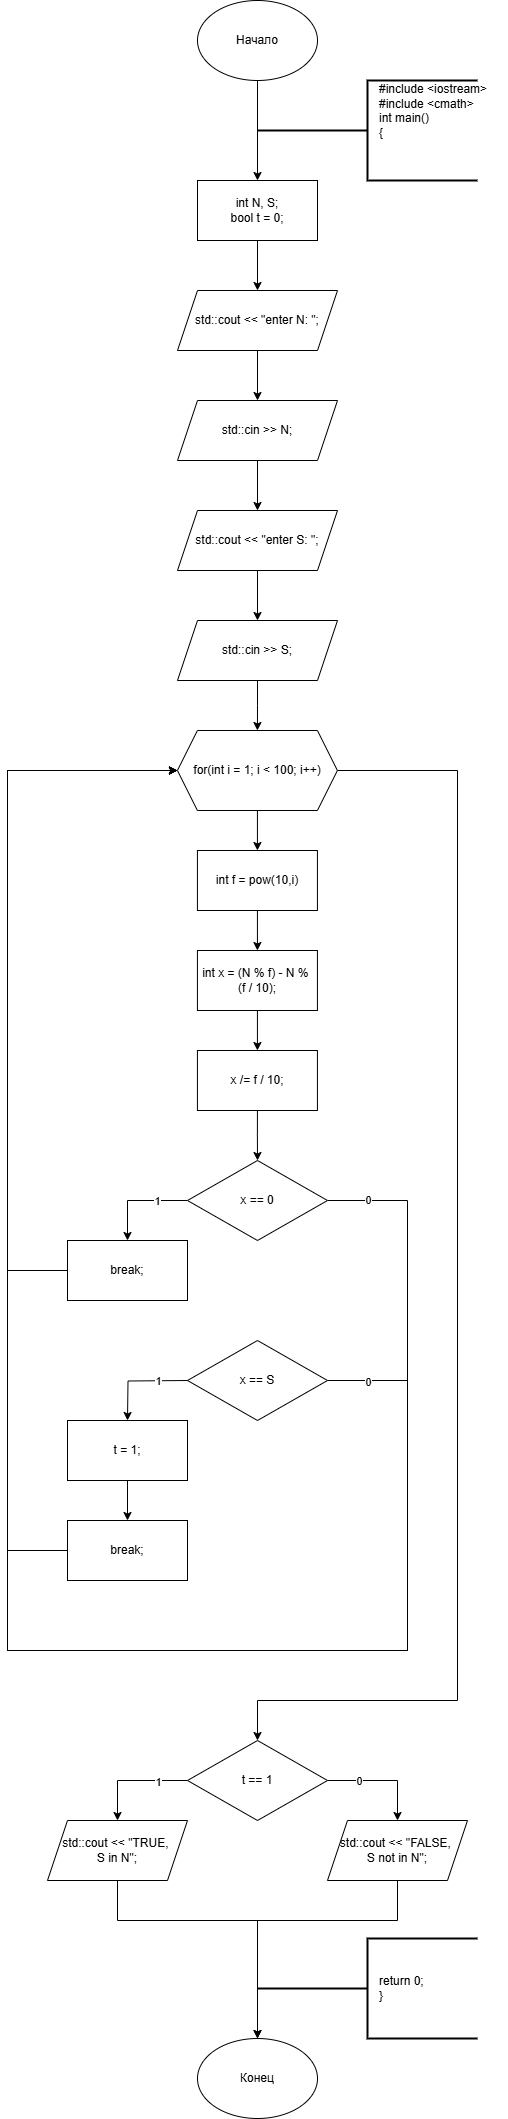 Начало
#include <iostream>
#include <cmath>
int main()
{
int N, S;
bool t = 0;
std::cout << "enter N: ";
std::cin >> N;
std::cout << "enter S: ";
std::cin >> S;
for(int i = 1; i < 100; i++)
int f = pow(10,i)
int x = (N % f) - N %
(f / 10);
x /= f / 10;
x == 0
1
0
break;
x == S
1
0
t = 1;
break;
t == 1
1
0
std::cout << "TRUE,
S in N";
std::cout << "FALSE,
S not in N";
return 0;
}
Конец